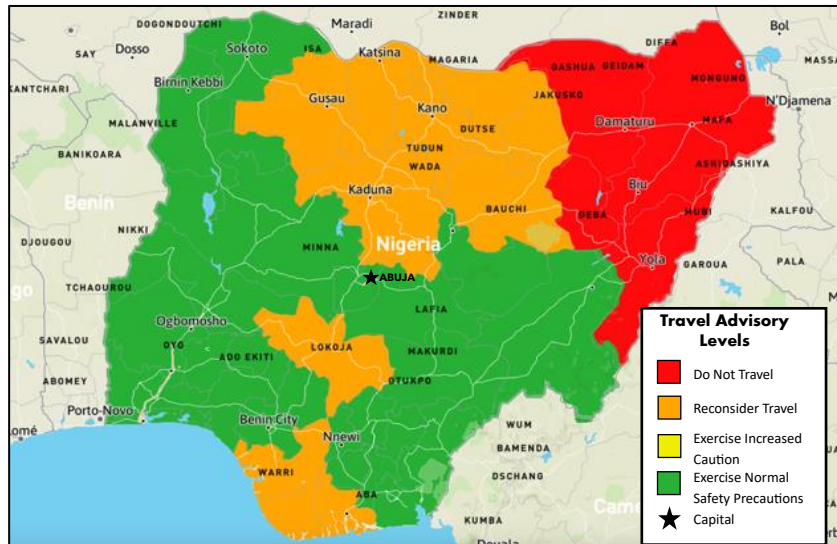 ZINDER
DOGONDOUTCHI
Maradi
Bol
DIFFA
SAY
Dosso
Sokoto
ISA
Katsina
MAGARIA
GASHUA
GEIDAM
MASSA
KANTCHARI
Birnin Kebbi
MONGUNO
Gusau
JAKUSKO
N'Djamena
Kano
MALANVILLE
DUTSE
Damaturu
MAFA
BANIKOARA
TUDUN
WADA
ASHIGASHIYA
Kaduna
Biu
Benin
BAUCHI
DEBA
MUBI
KALFOU
NIKKI
DJOUGOU
MINNA
Nigeria
Yola
GAROUA
PALA
ABUJA
TCHAOUROU
LAFIA
Ogbomosho
SAVALOU
OYO
ADO EKITI
LOKOJA
MAKURDI
ABOMEY
OTUKPO
Porto-Novo
Benin City
Lomé
Nnewi
WUM
BAMENDA
WARRI
DSCHANG
ABA
KUMBA
Douala
Travel Advisory
Levels
Do Not Travel
Reconsider Travel
Exercise Increased
Caution
Exercise Normal
Safety Precautions
Capital